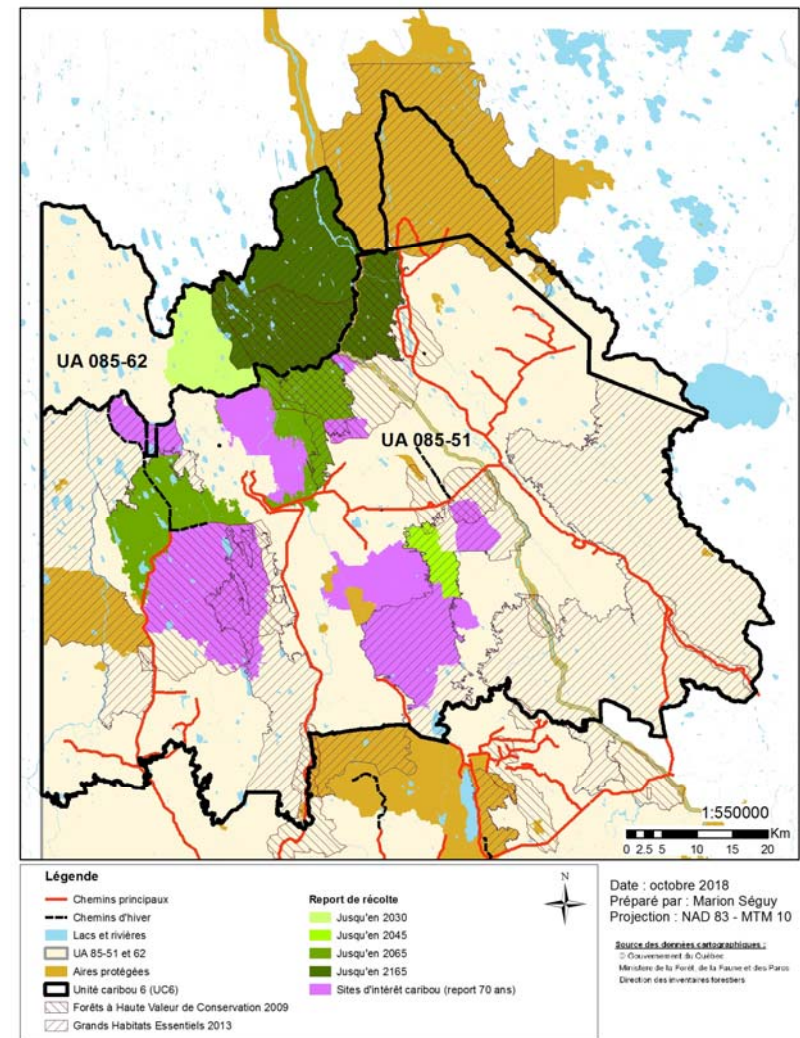 UA 085-62
UA 085-51
1:550000
Km
0 2.5 5 10 15 20
Légende
Chemins principaux
Chemins d'hiver
Lacs et rivières
UA 85-51 et 62
Aires protégées
Unité caribou 6 (UC6)
Forêts à Haute Valeur de Conservation 2009
Grands Habitats Essentiels 2013
Report de récolte
Jusqu'en 2030
Jusqu'en 2045
Jusqu'en 2065
Jusqu'en 2165
Sites d'intérêt caribou (report 70 ans)
N
Date : octobre 2018
Préparé par : Marion Séguy
Projection : NAD 83 - MTM 10
Source des données cartographiques :
© Gouvernement du Québec
Ministère de la Forêt, de la Faune et des Parcs
Direction des inventaires forestiers